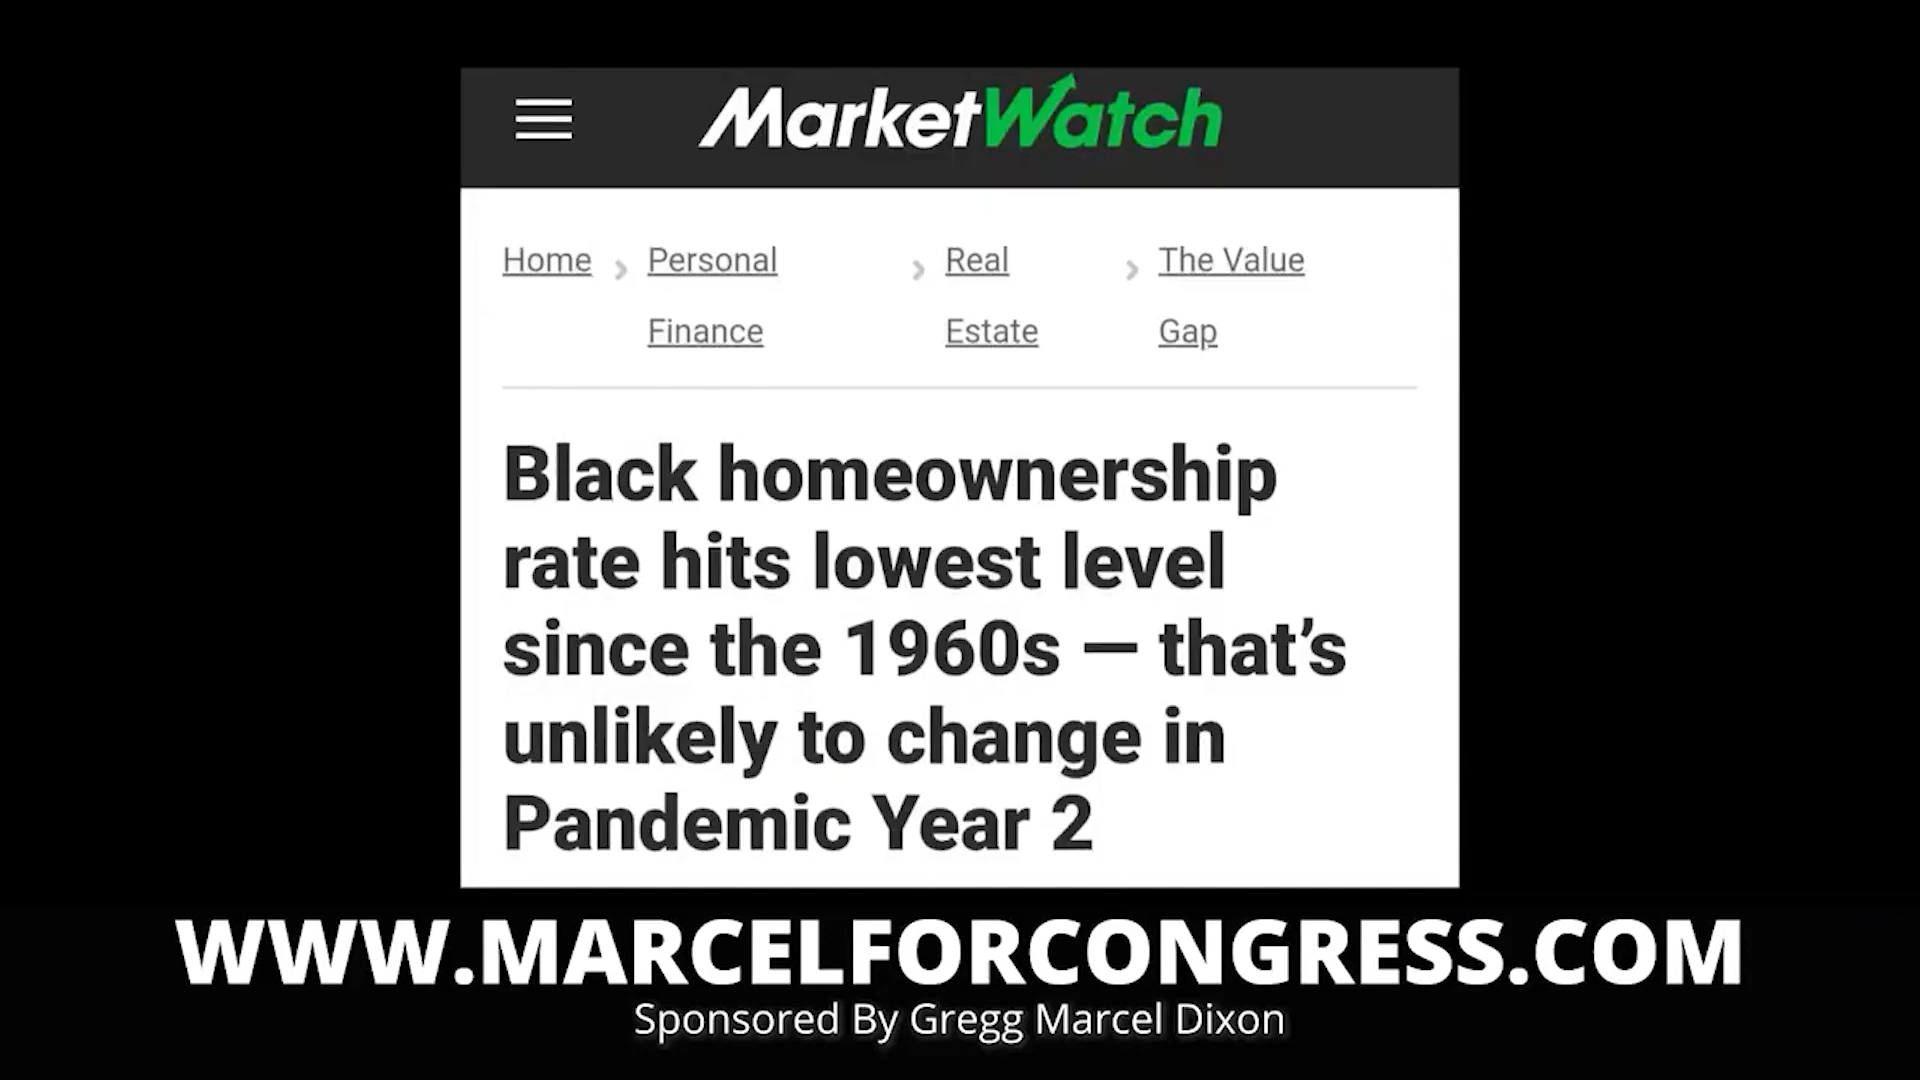 MarketWatch
Home › Personal Finance › Real Estate › The Value Gap
Black homeownership
rate hits lowest level
since the 1960s — that’s
unlikely to change in
Pandemic Year 2
WWW.MARCELFORCONGRESS.COM
Sponsored By Gregg Marcel Dixon